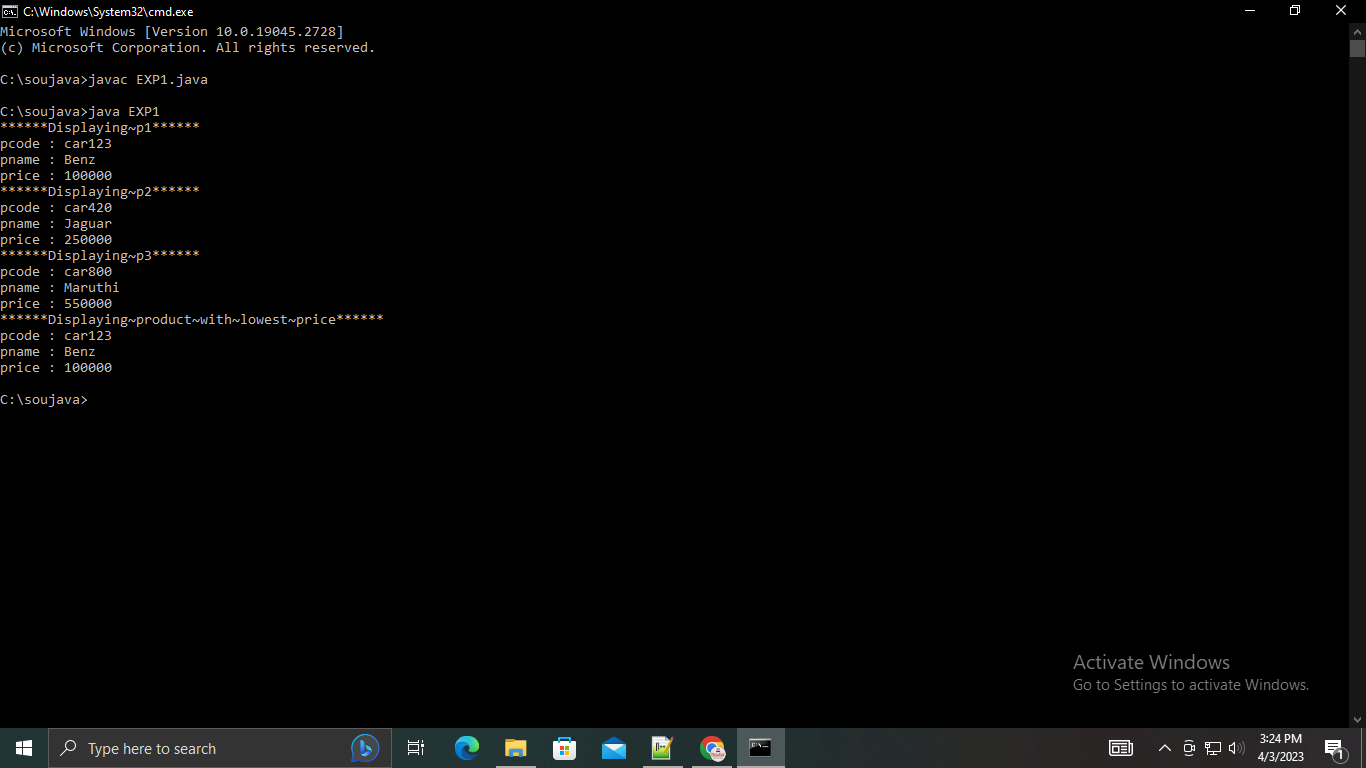 C:\Windows\System32\cmd.exe
Microsoft Windows [Version 10.0.19045.2728]
(c) Microsoft Corporation. All rights reserved.
C:\soujava>javac EXP1.java
C:\soujava>java EXP1
******Displaying~p1******
pcode : car123
pname : Benz
price : 100000
******Displaying~p2******
pcode : car420
pname : Jaguar
price : 250000
******Displaying~p3******
pcode : car800
pname : Maruthi
price : 550000
******Displaying~product~with~lowest~price******
pcode : car123
pname : Benz
price : 100000
C:\soujava>
Activate Windows
Go to Settings to activate Windows.
Type here to search
3:24 PM
4/3/2023
1